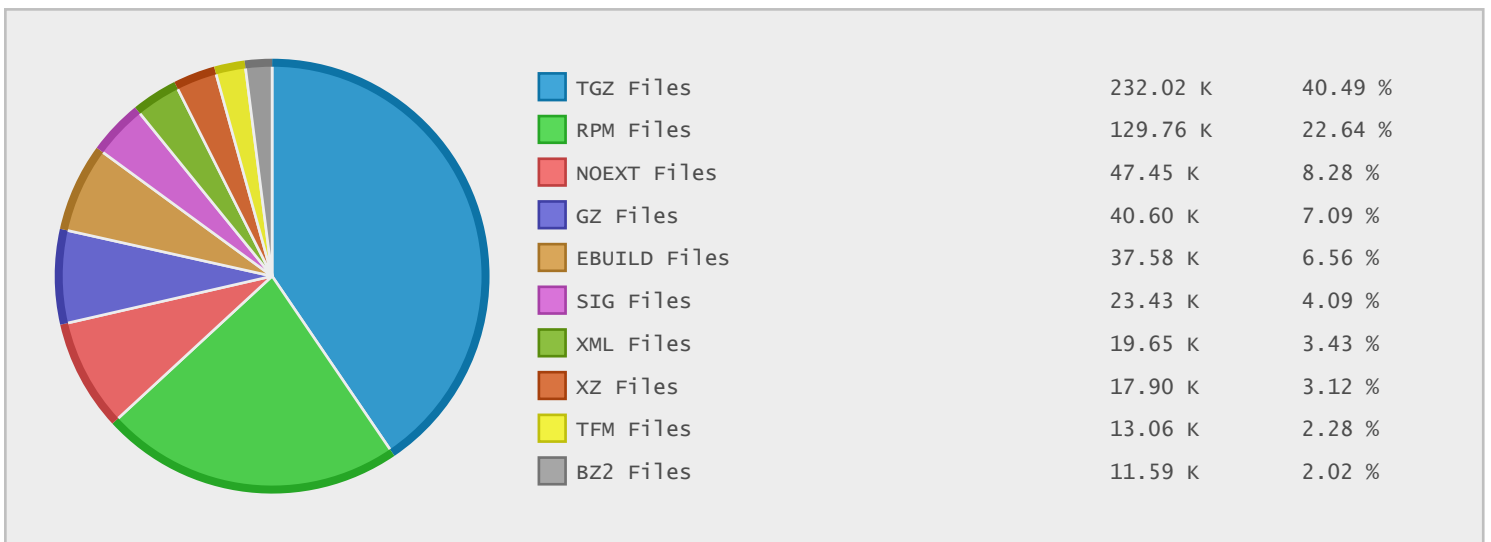 TGZ Files 232.02 K 40.49 %
RPM Files 129.76 K 22.64 %
NOEXT Files 47.45 K 8.28 %
GZ Files 40.60 K 7.09 %
EBUILD Files 37.58 K 6.56 %
SIG Files 23.43 K 4.09 %
XML Files 19.65 K 3.43 %
XZ Files 17.90 K 3.12 %
TFM Files 13.06 K 2.28 %
BZ2 Files 11.59 K 2.02 %